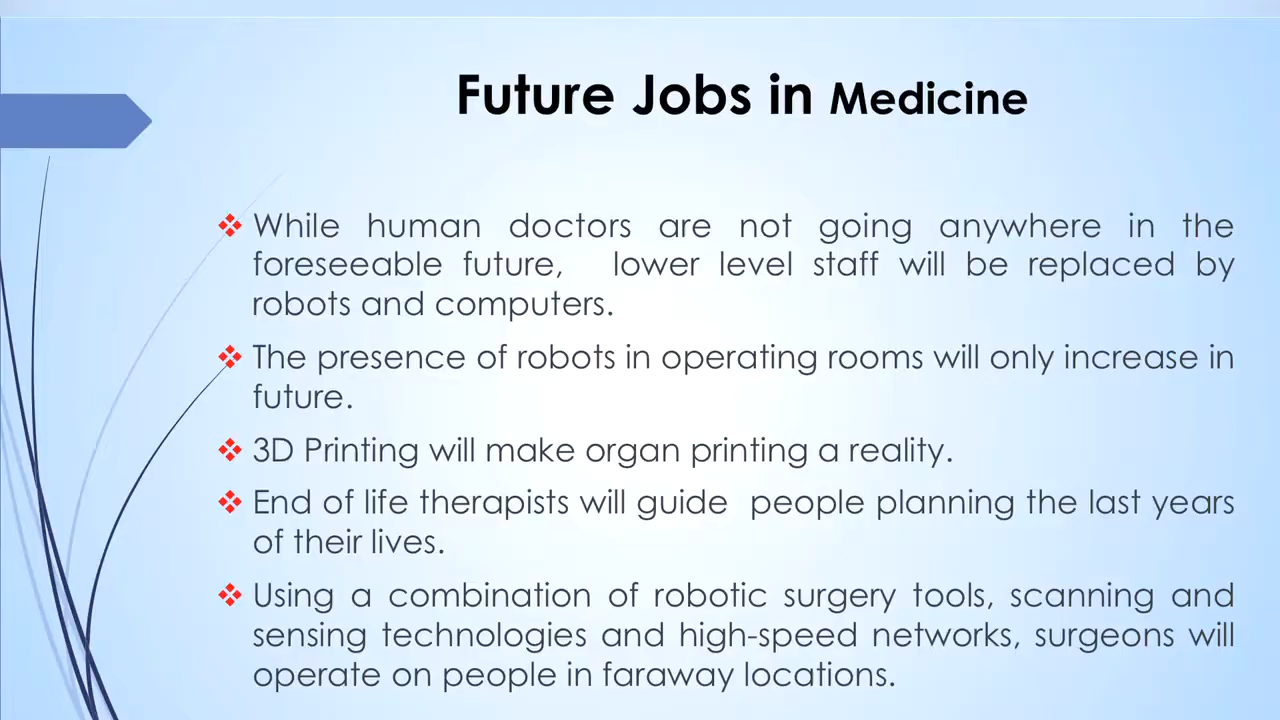 Future Jobs in Medicine
While human doctors are not going anywhere in the
foreseeable future, lower level staff will be replaced by
robots and computers.
The presence of robots in operating rooms will only increase in
future.
3D Printing will make organ printing a reality.
End of life therapists will guide people planning the last years
of their lives.
Using a combination of robotic surgery tools, scanning and
sensing technologies and high-speed networks, surgeons will
operate on people in faraway locations.